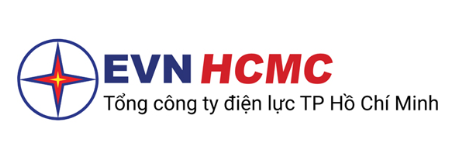 EVN HCMC
Tổng công ty điện lực TP Hồ Chí Minh